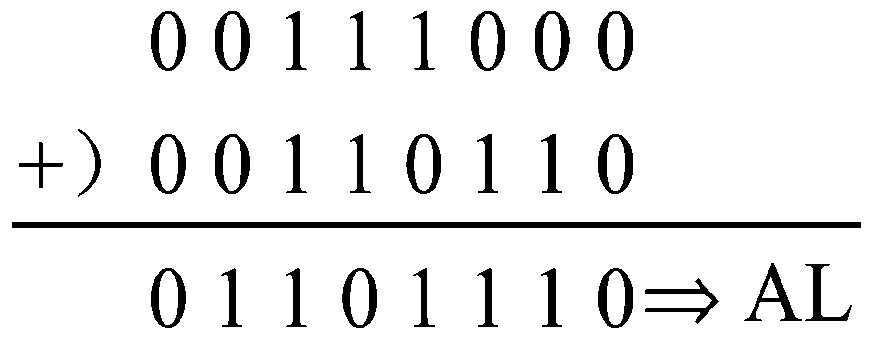 0 0 1 1 1 0 0 0
+) 0 0 1 1 0 1 1 0
0 1 1 0 1 1 1 0⇒ AL